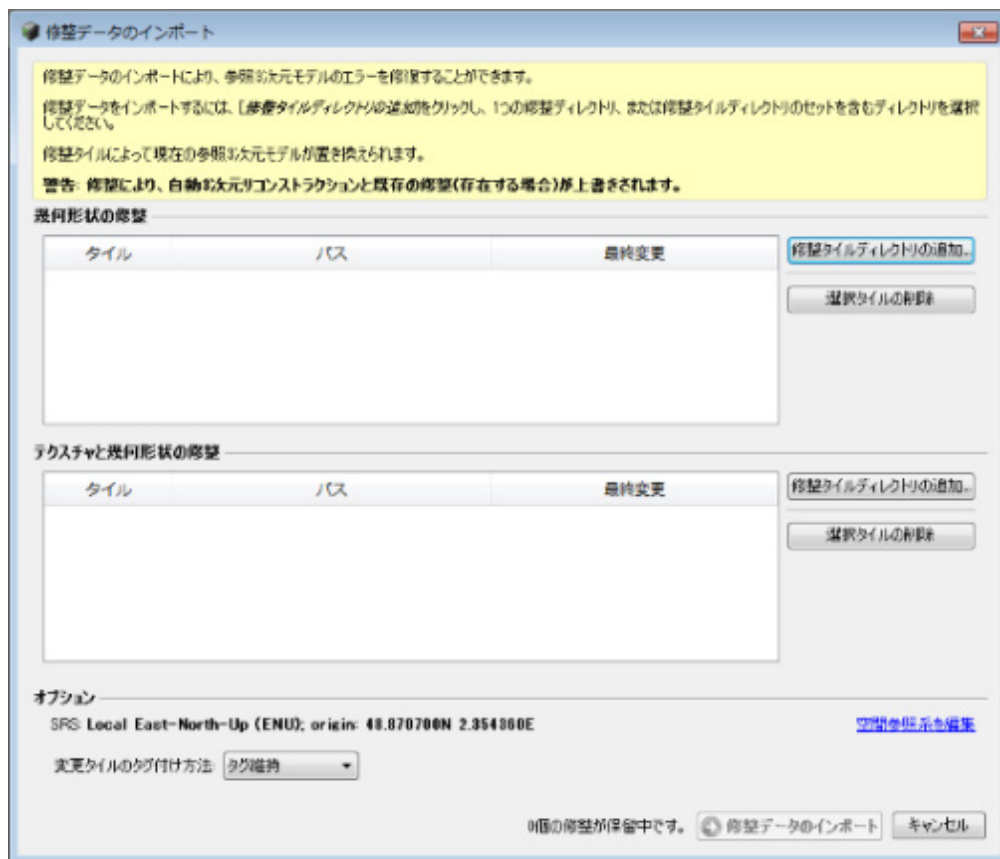 修整データのインポート
修整データのインポートにより、参照3次元モデルのエラーを修復することができます。
修整データをインポートするには、[修整タイルディレクトリの追加]をクリックし、1つの修整ディレクトリ、または修整タイルディレクトリのセットを含むディレクトリを選択
してください。
修整タイルによって現在の参照3次元モデルが置き換えられます。
警告: 修整により、自動3次元リコンストラクションと既存の修整(存在する場合)が上書きされます。
幾何形状の修整
タイル パス 最終変更
修整タイルディレクトリの追加...
選択タイルの削除
テクスチャと幾何形状の修整
タイル パス 最終変更
修整タイルディレクトリの追加...
選択タイルの削除
オプション
SRS: Local East-North-Up (ENU); origin: 48.870700N 2.354360E
空間参照系を編集
変更タイルのタグ付け方法: タグ維持
0個の修整が保留中です。 修整データのインポート キャンセル